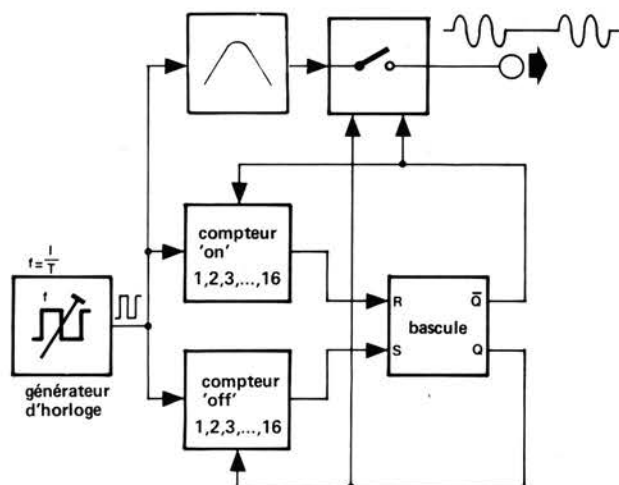 compteur
'on'
1,2,3,...,16
f = 1/T
f
générateur
d'horloge
R Q̅
bascule
S Q
compteur
'off'
1,2,3,...,16